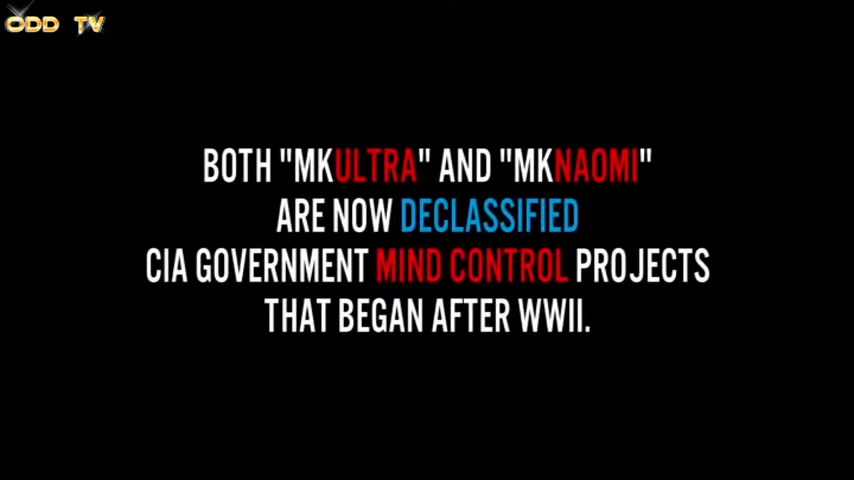 ODD TV
BOTH "MKULTRA" AND "MKNAOMI"
ARE NOW DECLASSIFIED
CIA GOVERNMENT MIND CONTROL PROJECTS
THAT BEGAN AFTER WWII.